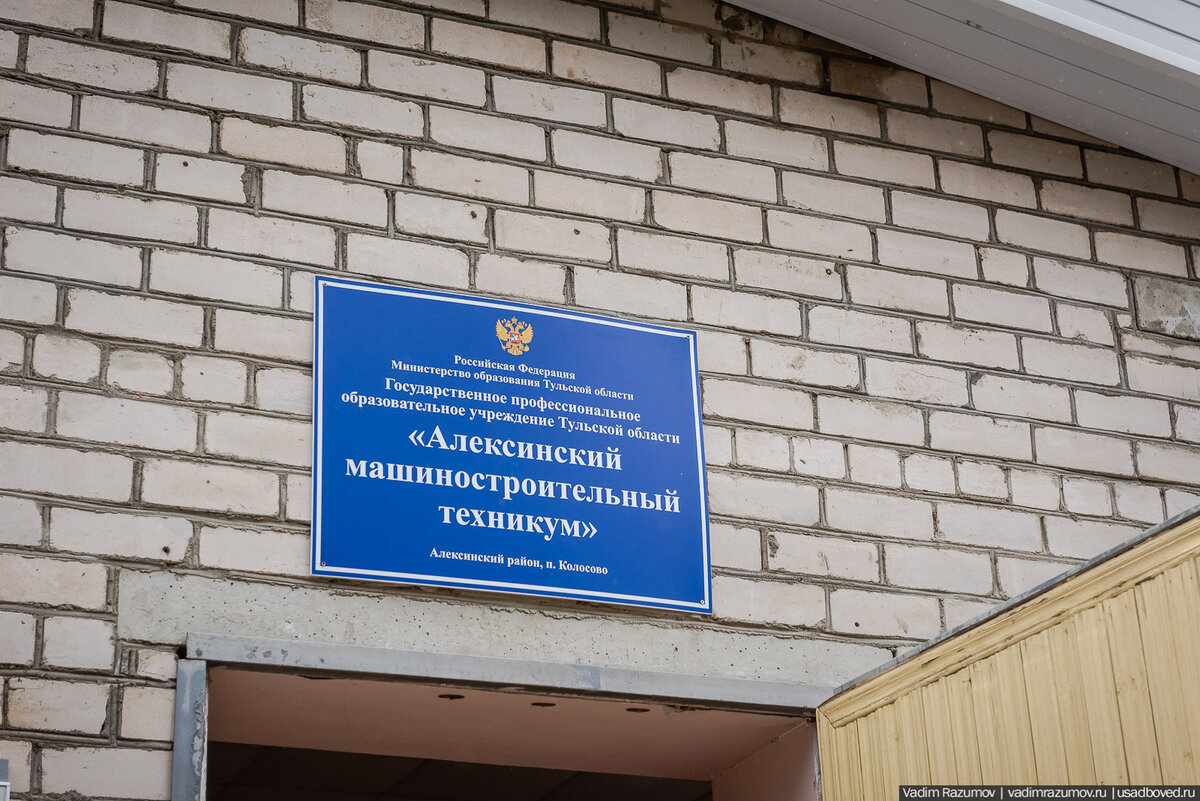 Российская Федерация
Министерство образования Тульской области
Государственное профессиональное
образовательное учреждение Тульской области
«Алексинский
машиностроительный
техникум»
Алексинский район, п. Колосово
Vadim Razumov | vadimrazumov.ru | usadboved.ru